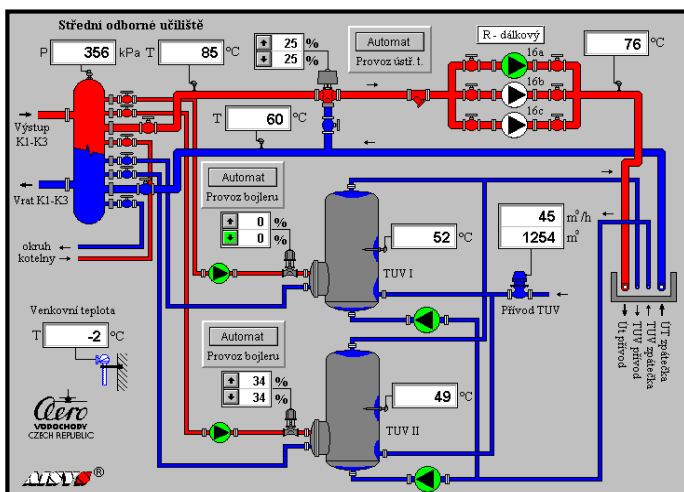 Střední odborné učiliště
P 356 kPa T 85 °C
25 %
25 %
Automat
Provoz ústř. t.
R - dálkový
16a
16b
16c
76 °C
Výstup
K1-K3
T 60 °C
Vrat K1-K3
Automat
Provoz bojleru
0 %
0 %
52 °C
TUV I
45 m³/h
1254 m³
Přívod TUV
okruh
kotelny
Venkovní teplota
T -2 °C
Automat
Provoz bojleru
34 %
34 %
49 °C
TUV II
Út přívod
TUV přívod
TUV zpátečka
ÚT zpátečka
Aero
VODOCHODY
CZECH REPUBLIC
®